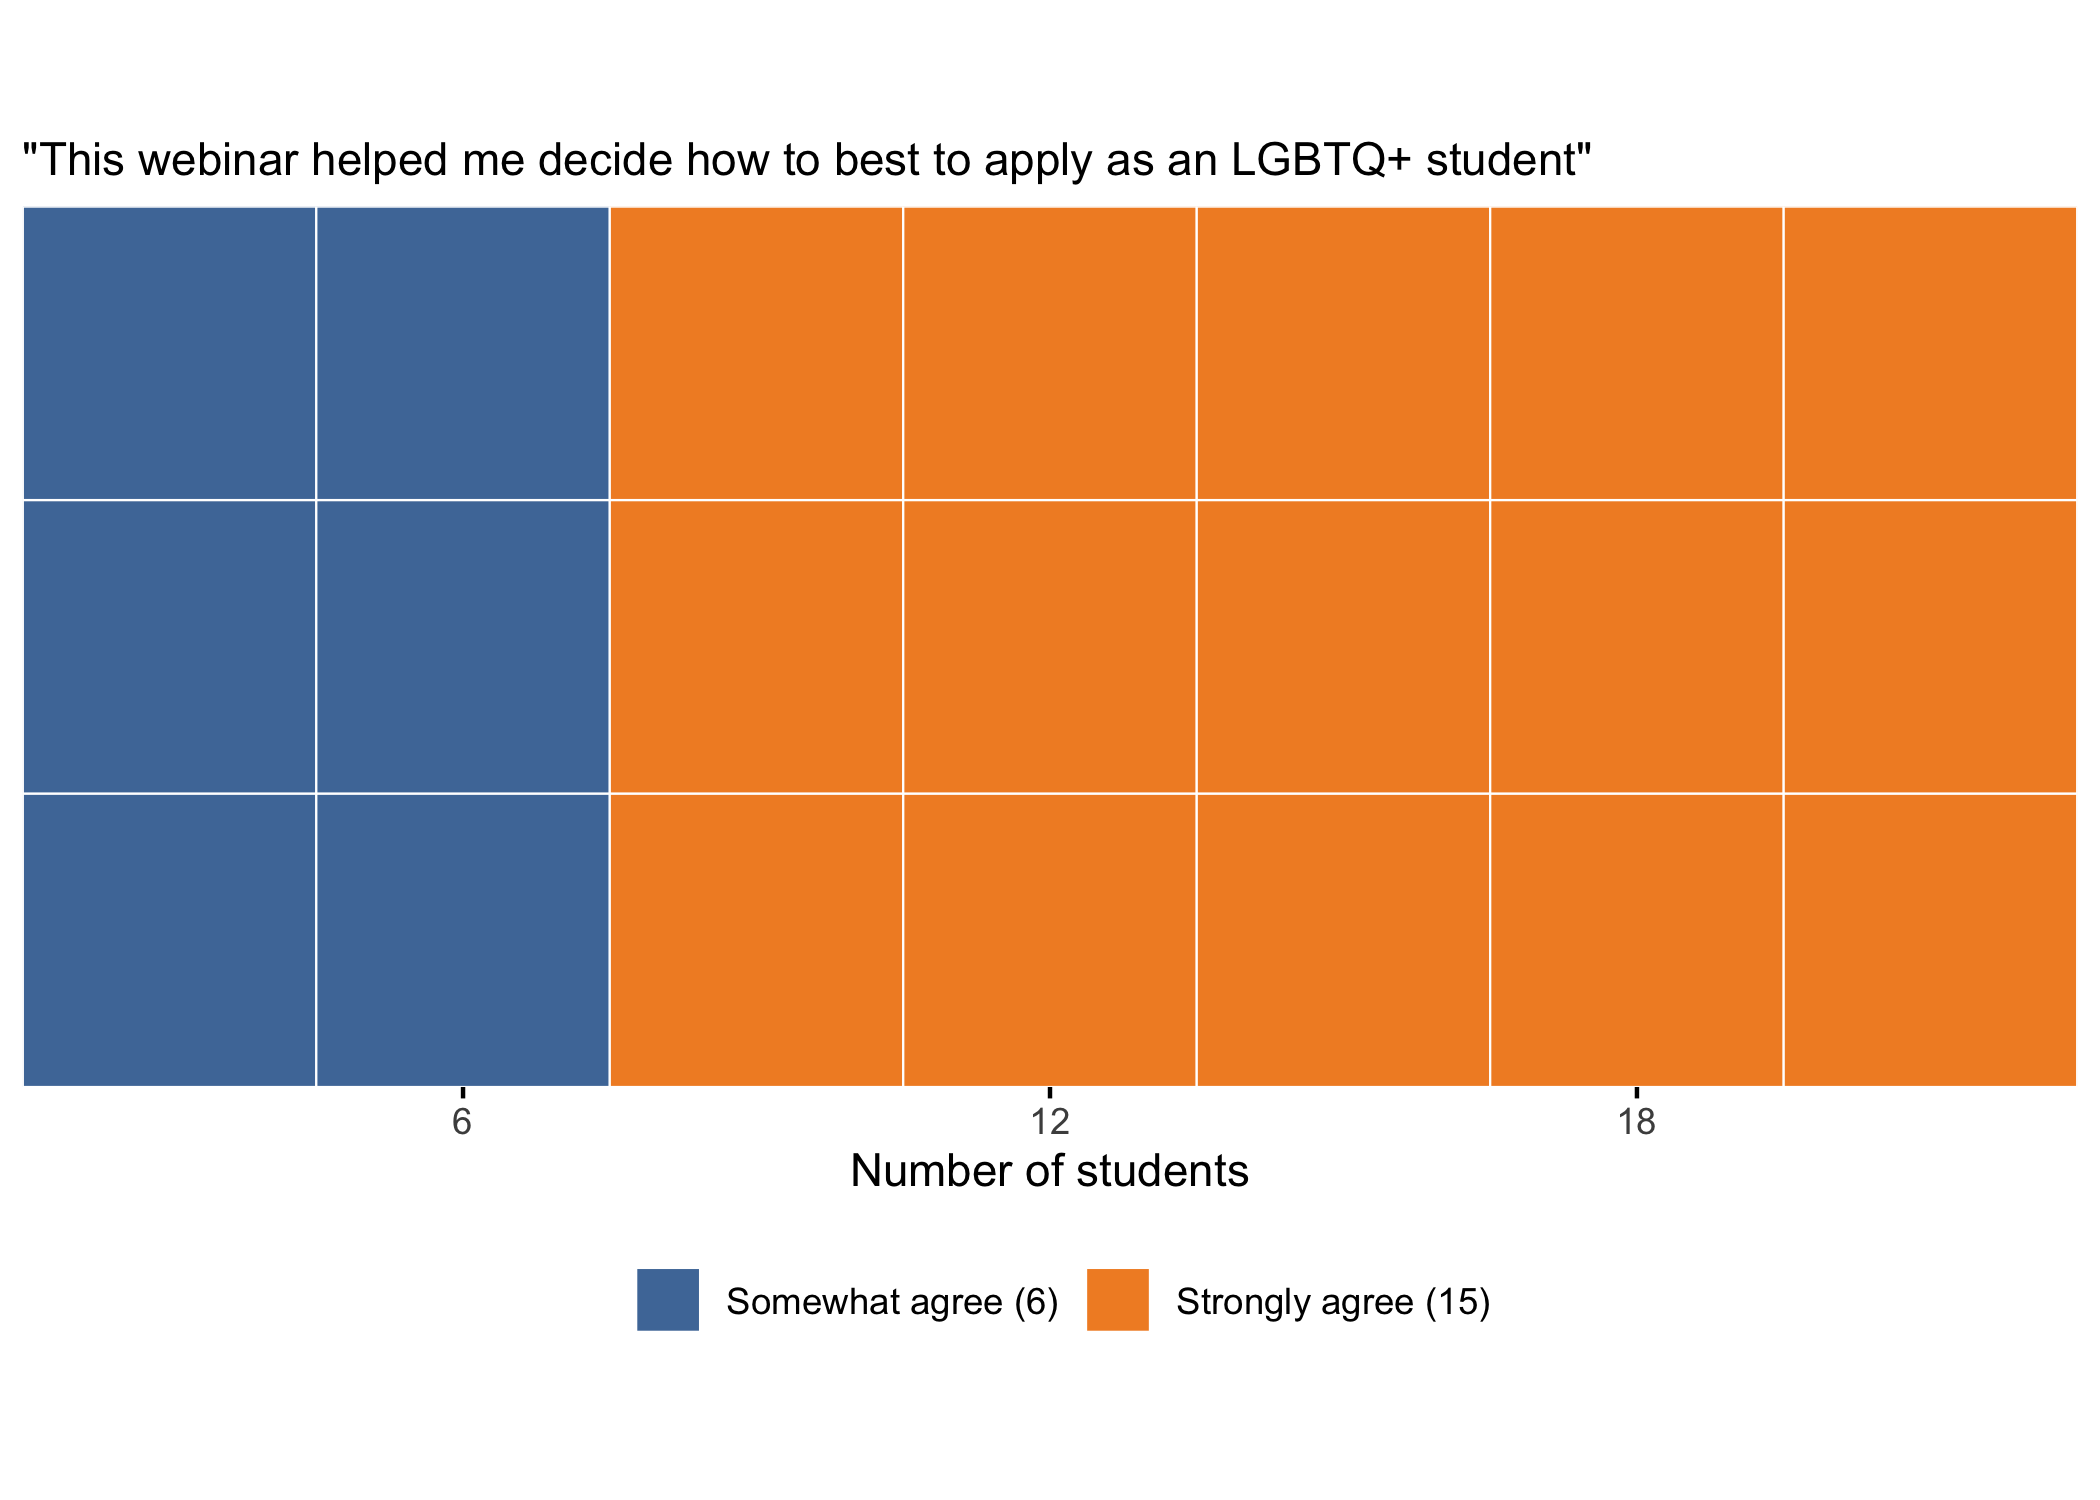 "This webinar helped me decide how to best to apply as an LGBTQ+ student"
6 12 18
Number of students
Somewhat agree (6) Strongly agree (15)